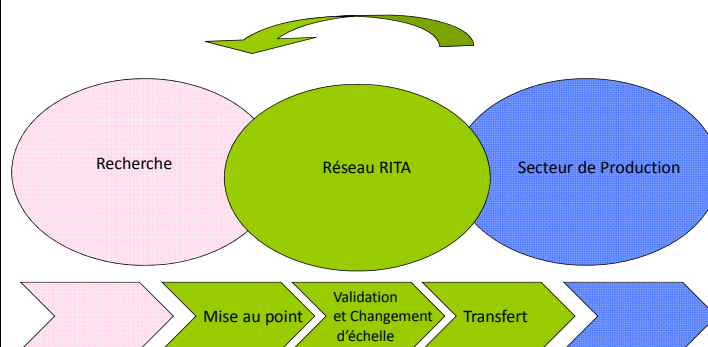 Recherche
Réseau RITA
Secteur de Production
Mise au point
Validation
et Changement
d'échelle
Transfert